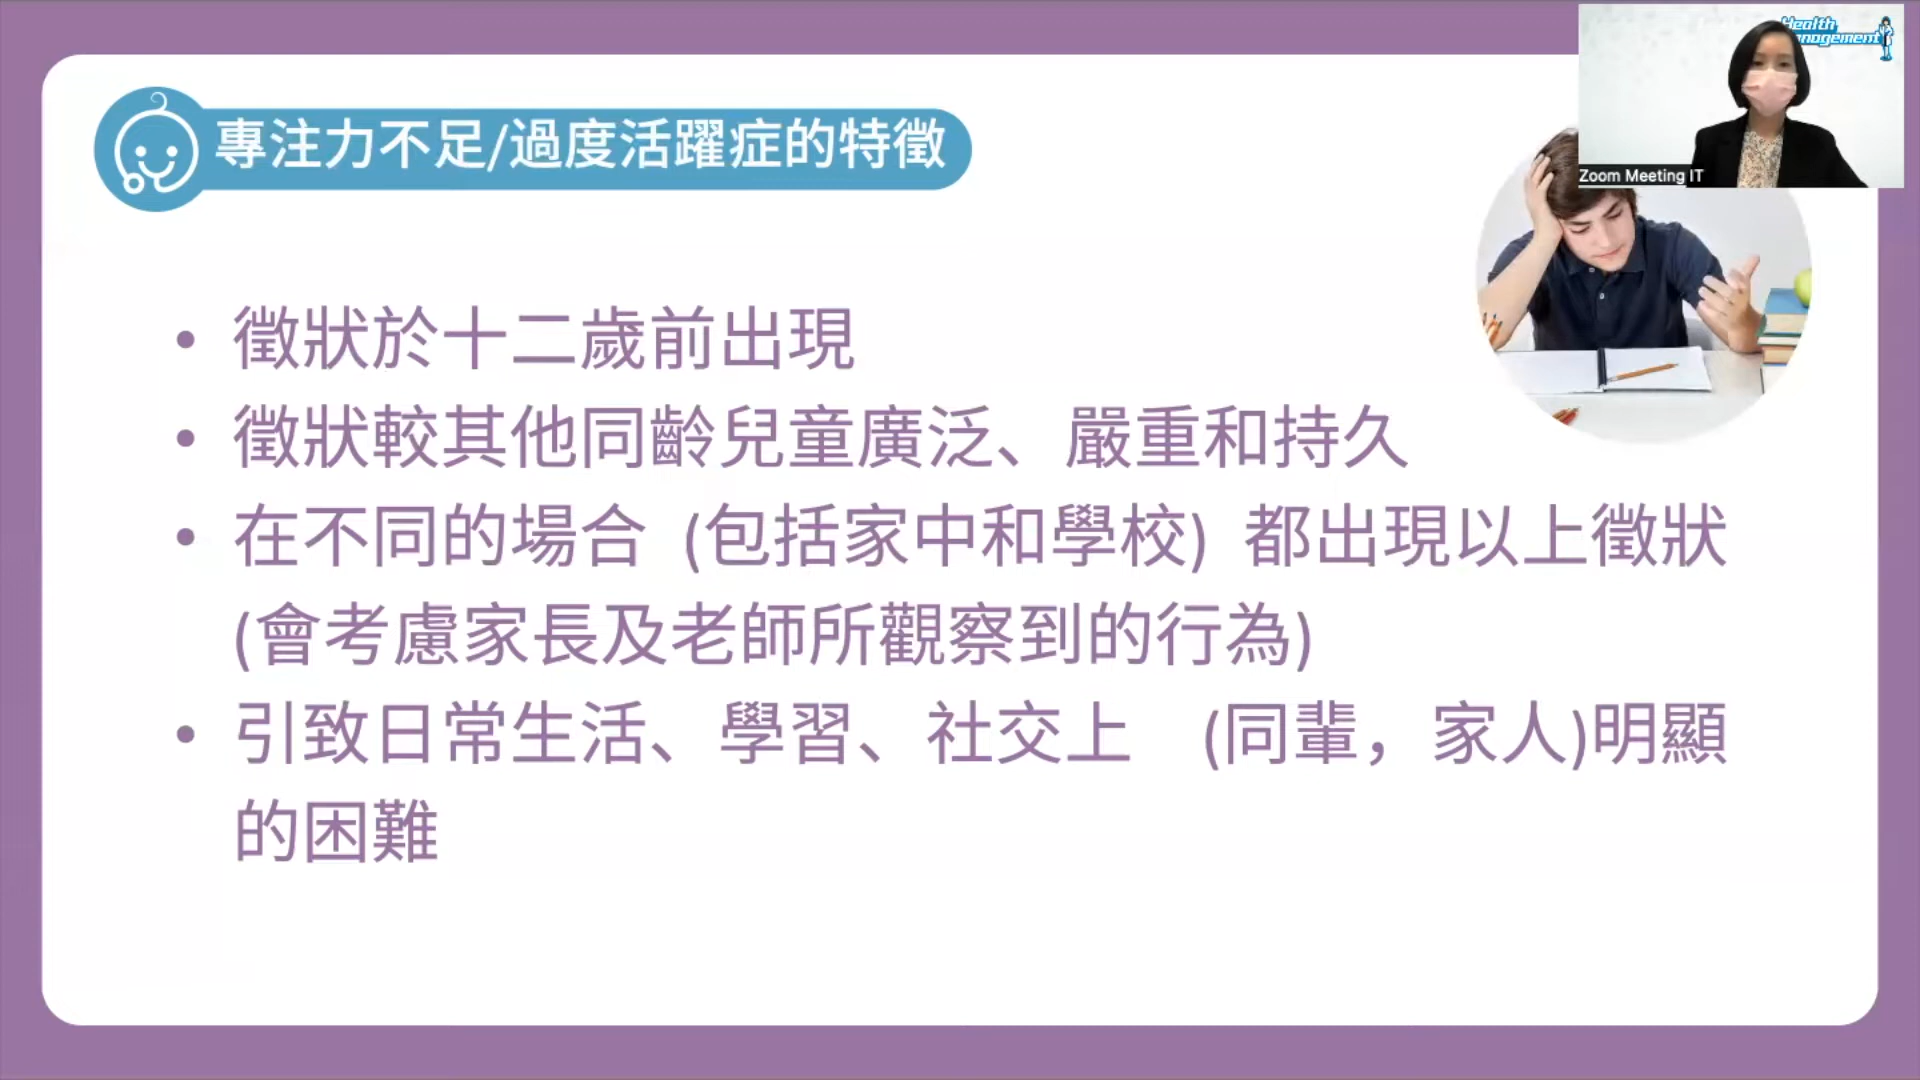 Health
Management
Zoom Meeting IT
專注力不足/過度活躍症的特徵
• 徵狀於十二歲前出現
• 徵狀較其他同齡兒童廣泛、嚴重和持久
• 在不同的場合 (包括家中和學校) 都出現以上徵狀
(會考慮家長及老師所觀察到的行為)
• 引致日常生活、學習、社交上 (同輩，家人)明顯
的困難